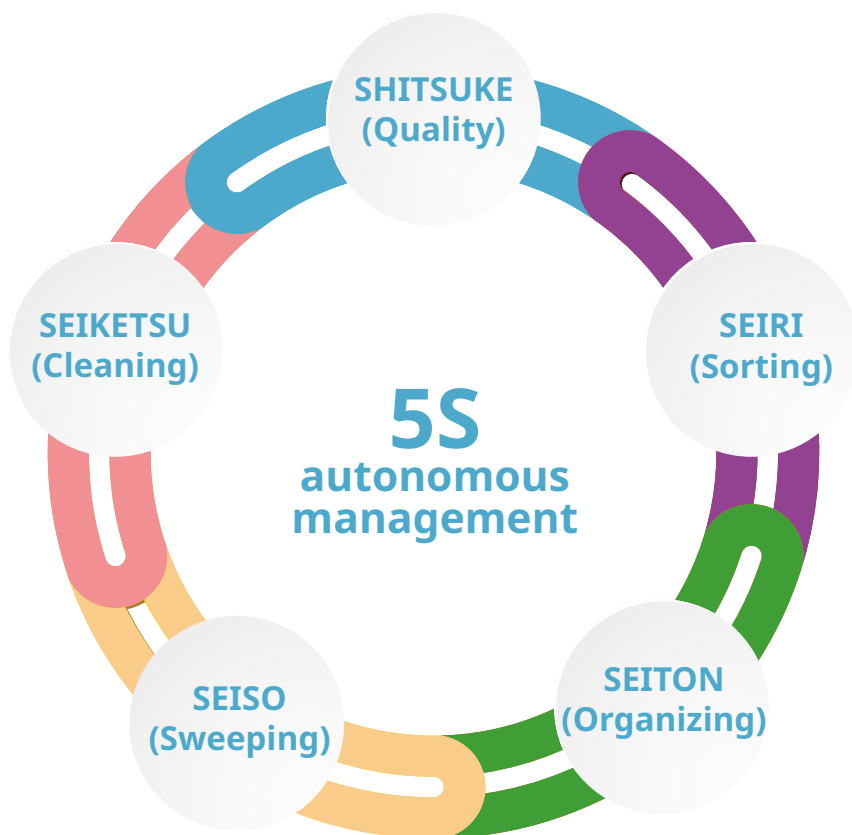 SHITSUKE
(Quality)
SEIKETSU
(Cleaning)
SEIRI
(Sorting)
5S
autonomous
management
SEISO
(Sweeping)
SEITON
(Organizing)